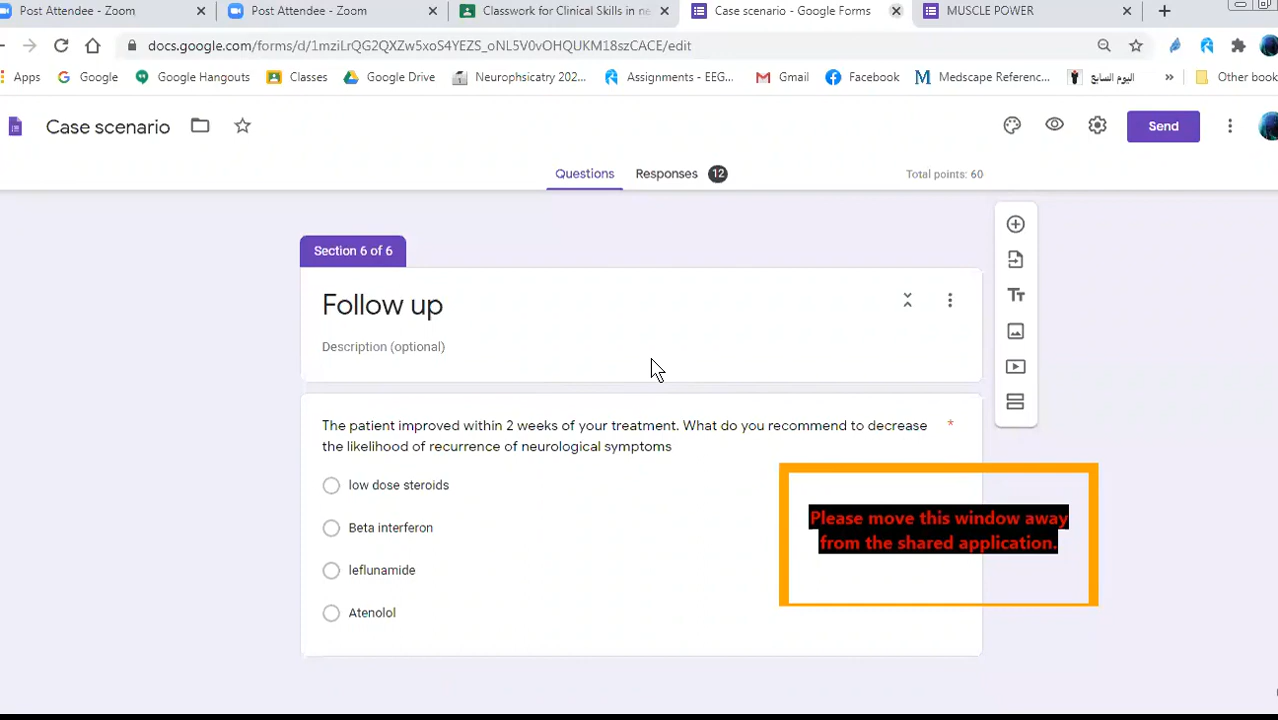 Post Attendee - Zoom
Post Attendee - Zoom
Classwork for Clinical Skills in ne
Case scenario - Google Forms
MUSCLE POWER
docs.google.com/forms/d/1mziLrQG2QXZw5xoS4YEZS_oNL5V0vOHQUKM18szCACE/edit
Apps
Google
Google Hangouts
Classes
Google Drive
Neurophsicatry 202...
Assignments - EEG...
Gmail
Facebook
Medscape Referenc...
اليوم السابع
»
Other book
Case scenario
Send
Questions
Responses
12
Total points: 60
Section 6 of 6
Follow up
Description (optional)
The patient improved within 2 weeks of your treatment. What do you recommend to decrease *
the likelihood of recurrence of neurological symptoms
low dose steroids
Beta interferon
leflunamide
Atenolol
Please move this window away
from the shared application.